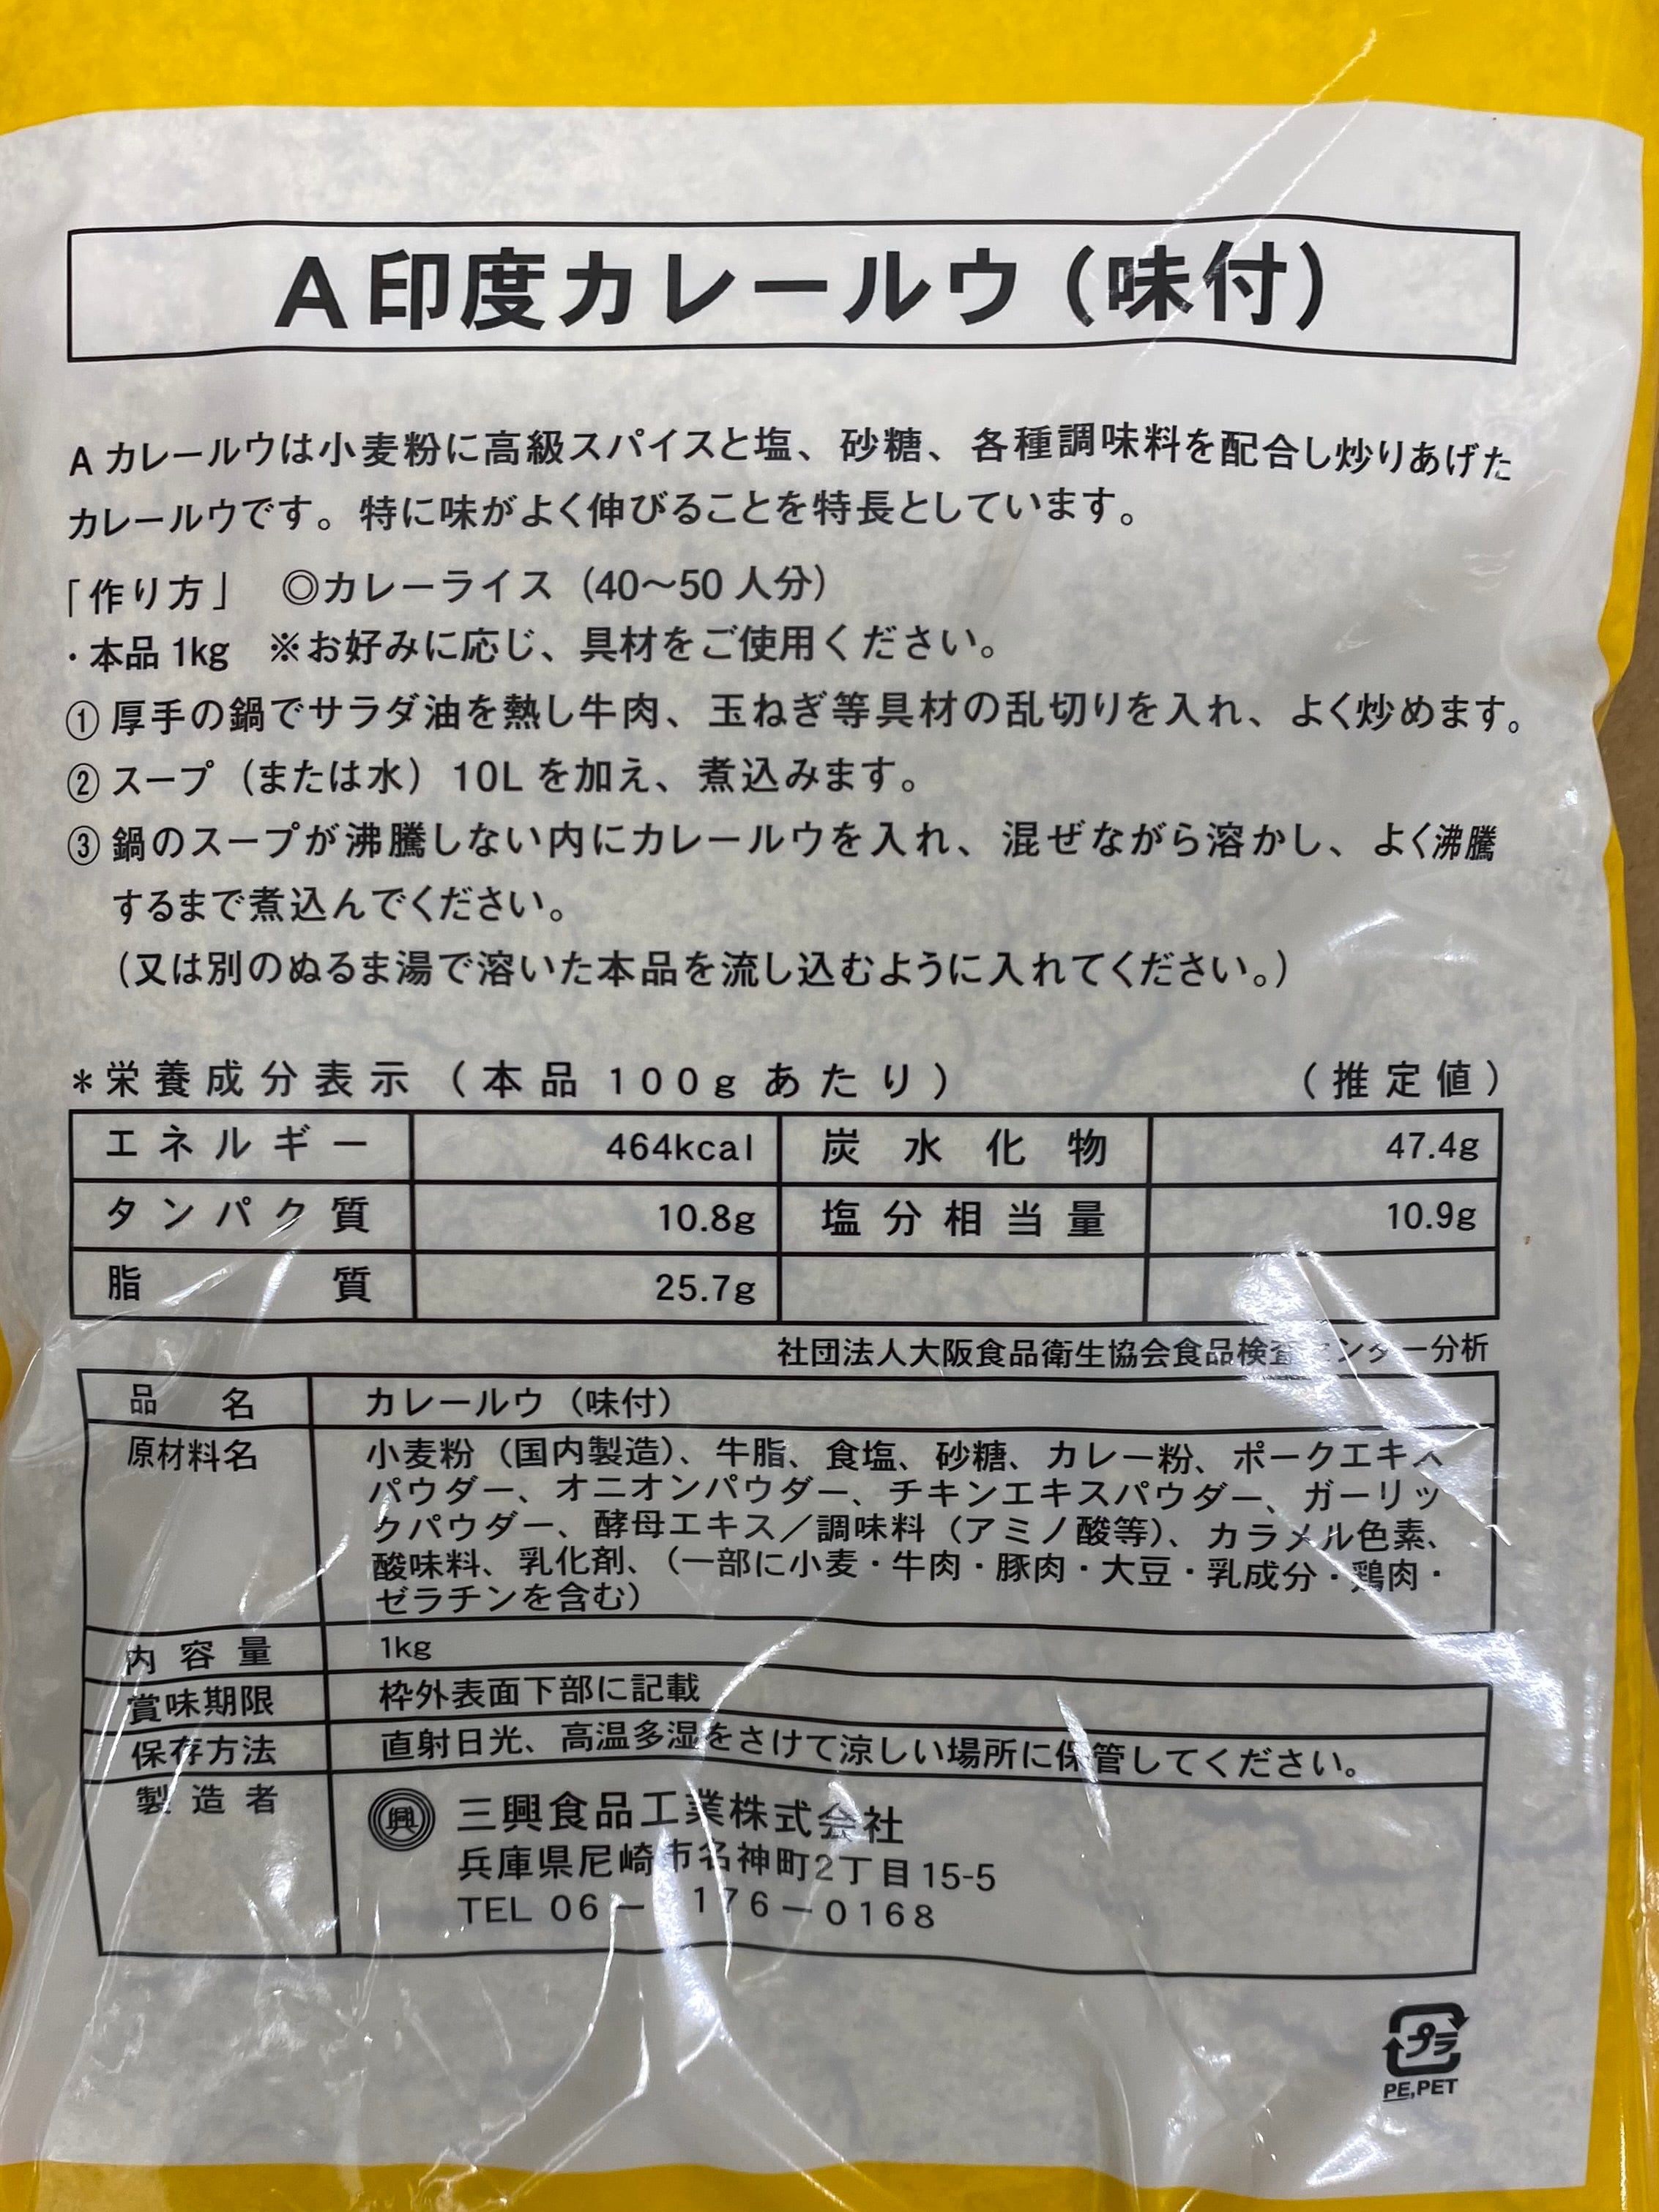 A印度カレールウ（味付）
A カレールウは小麦粉に高級スパイスと塩、砂糖、各種調味料を配合し炒りあげた
カレールウです。特に味がよく伸びることを特長としています。
「作り方」　◎カレーライス（40〜50 人分）
・本品 1kg　※お好みに応じ、具材をご使用ください。
① 厚手の鍋でサラダ油を熱し牛肉、玉ねぎ等具材の乱切りを入れ、よく炒めます。
② スープ（または水）10L を加え、煮込みます。
③ 鍋のスープが沸騰しない内にカレールウを入れ、混ぜながら溶かし、よく沸騰
するまで煮込んでください。
（又は別のぬるま湯で溶いた本品を流し込むように入れてください。）
＊栄養成分表示（本品100gあたり）　（推定値）
エネルギー　464kcal　炭水化物　47.4g
タンパク質　10.8g　塩分相当量　10.9g
脂質　25.7g
社団法人大阪食品衛生協会食品検査センター分析
品名　カレールウ（味付）
原材料名　小麦粉（国内製造）、牛脂、食塩、砂糖、カレー粉、ポークエキス
パウダー、オニオンパウダー、チキンエキスパウダー、ガーリッ
クパウダー、酵母エキス／調味料（アミノ酸等）、カラメル色素、
酸味料、乳化剤、（一部に小麦・牛肉・豚肉・大豆・乳成分・鶏肉・
ゼラチンを含む）
内容量　1kg
賞味期限　枠外表面下部に記載
保存方法　直射日光、高温多湿をさけて涼しい場所に保管してください。
製造者　興　三興食品工業株式会社
兵庫県尼崎市名神町2丁目15-5
TEL 06－　176－0168
プラ
PE,PET